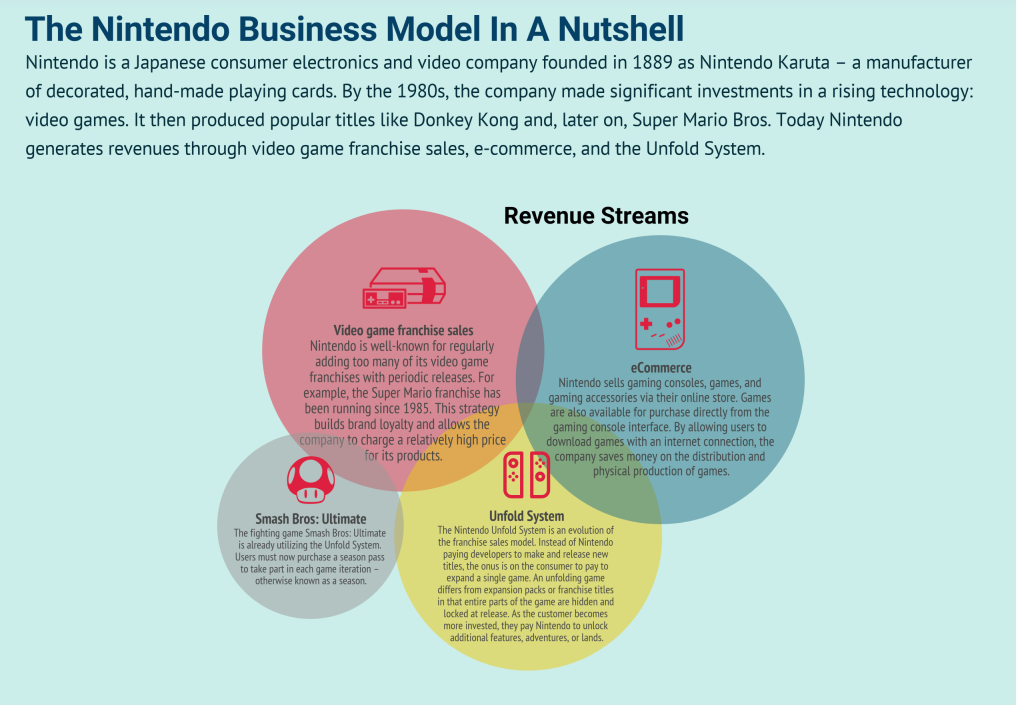 The Nintendo Business Model In A Nutshell
Nintendo is a Japanese consumer electronics and video company founded in 1889 as Nintendo Karuta – a manufacturer
of decorated, hand-made playing cards. By the 1980s, the company made significant investments in a rising technology:
video games. It then produced popular titles like Donkey Kong and, later on, Super Mario Bros. Today Nintendo
generates revenues through video game franchise sales, e-commerce, and the Unfold System.
Revenue Streams
Video game franchise sales
Nintendo is well-known for regularly
adding too many of its video game
franchises with periodic releases. For
example, the Super Mario franchise has
been running since 1985. This strategy
builds brand loyalty and allows the
company to charge a relatively high price
for its products.
eCommerce
Nintendo sells gaming consoles, games, and
gaming accessories via their online store. Games
are also available for purchase directly from the
gaming console interface. By allowing users to
download games with an internet connection, the
company saves money on the distribution and
physical production of games.
Smash Bros: Ultimate
The fighting game Smash Bros: Ultimate
is already utilizing the Unfold System.
Users must now purchase a season pass
to take part in each game iteration –
otherwise known as a season.
Unfold System
The Nintendo Unfold System is an evolution of
the franchise sales model. Instead of Nintendo
paying developers to make and release new
titles, the onus is on the consumer to pay to
expand a single game. An unfolding game
differs from expansion packs or franchise titles
in that entire parts of the game are hidden and
locked at release. As the customer becomes
more invested, they pay Nintendo to unlock
additional features, adventures, or lands.